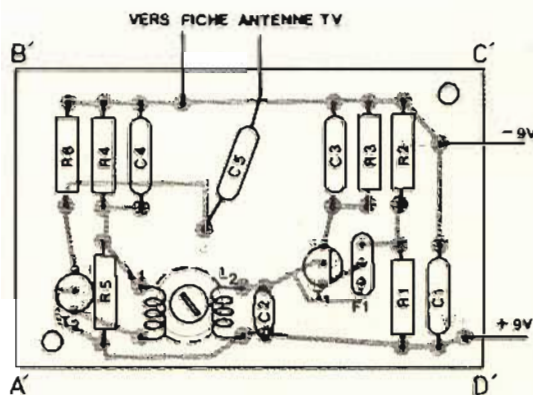 VERS FICHE ANTENNE TV
B' C'
R6 R4 C4 C5 C3 R3 R2
-9V
L2
R5 C2 F1 R1 C1
+9V
A' D'